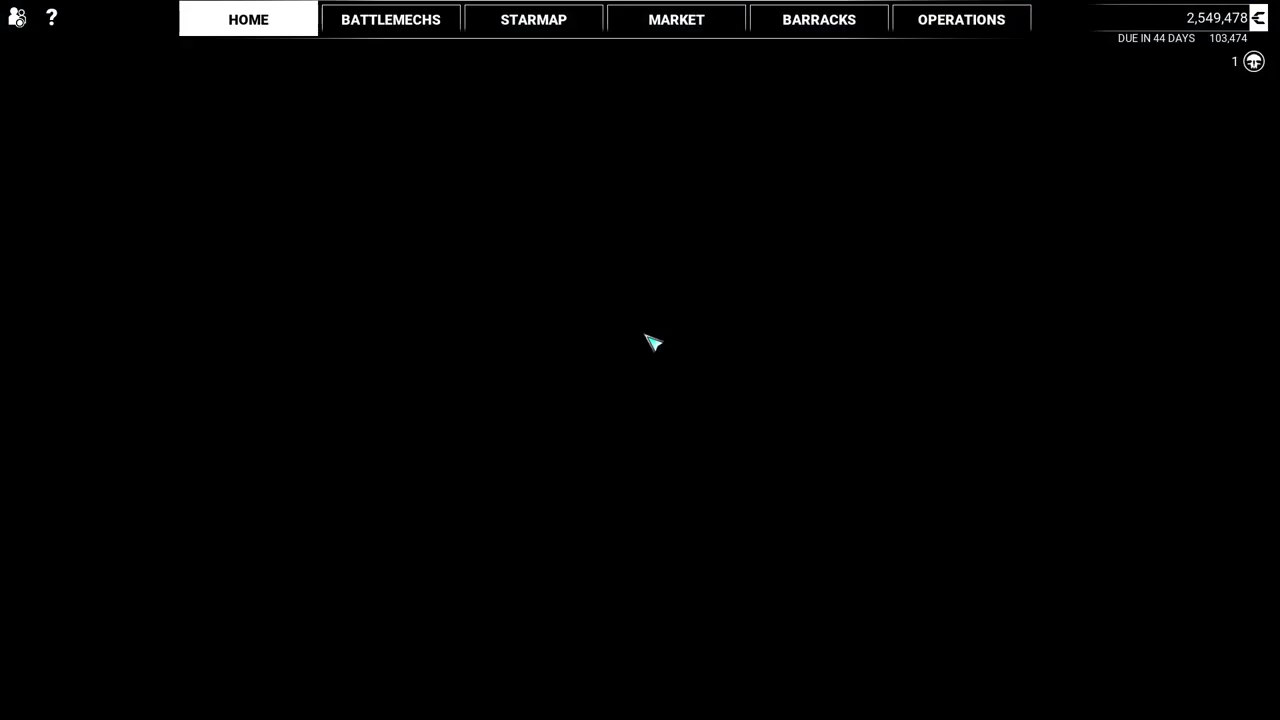 ?
HOME
BATTLEMECHS
STARMAP
MARKET
BARRACKS
OPERATIONS
2,549,478
DUE IN 44 DAYS 103,474
1